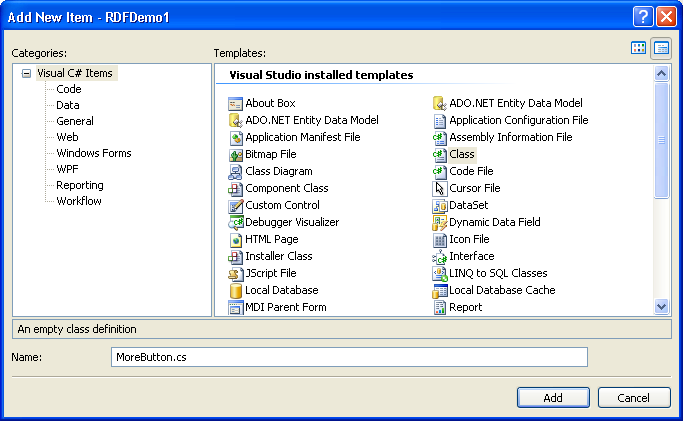 Add New Item - RDFDemo1
Categories: Templates:
Visual C# Items
Code
Data
General
Web
Windows Forms
WPF
Reporting
Workflow
Visual Studio installed templates
About Box ADO.NET Entity Data Model
ADO.NET Entity Data Model Application Configuration File
Application Manifest File Assembly Information File
Bitmap File Class
Class Diagram Code File
Component Class Cursor File
Custom Control DataSet
Debugger Visualizer Dynamic Data Field
HTML Page Icon File
Installer Class Interface
JScript File LINQ to SQL Classes
Local Database Local Database Cache
MDI Parent Form Report
An empty class definition
Name: MoreButton.cs
Add Cancel